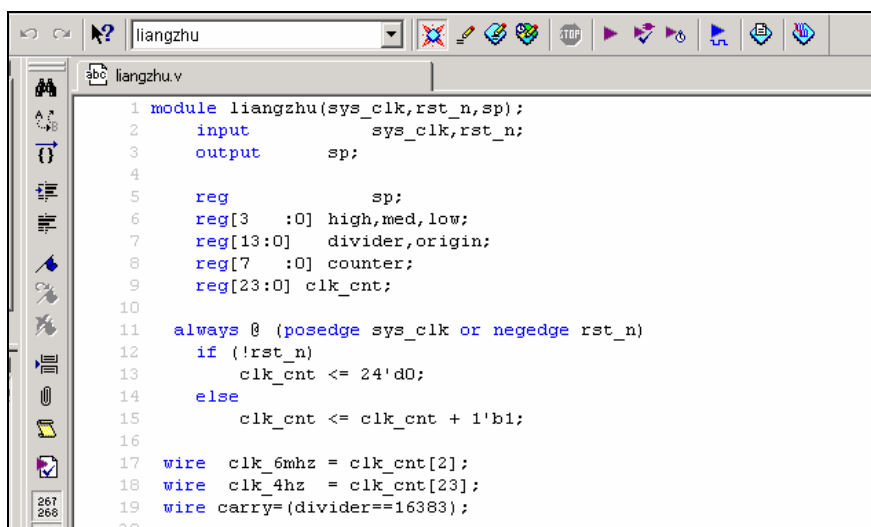 liangzhu
STOP
abc liangzhu.v
1 module liangzhu(sys_clk,rst_n,sp);
2 input sys_clk,rst_n;
3 output sp;
4
5 reg sp;
6 reg[3 :0] high,med,low;
7 reg[13:0] divider,origin;
8 reg[7 :0] counter;
9 reg[23:0] clk_cnt;
10
11 always @ (posedge sys_clk or negedge rst_n)
12 if (!rst_n)
13 clk_cnt <= 24'd0;
14 else
15 clk_cnt <= clk_cnt + 1'b1;
16
17 wire clk_6mhz = clk_cnt[2];
18 wire clk_4hz = clk_cnt[23];
19 wire carry=(divider==16383);
267
268